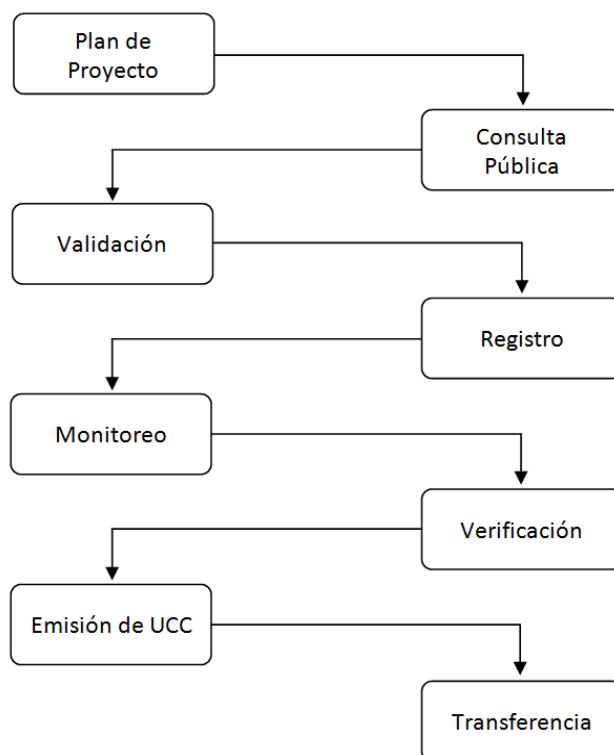 Plan de
Proyecto
Consulta
Pública
Validación
Registro
Monitoreo
Verificación
Emisión de UCC
Transferencia